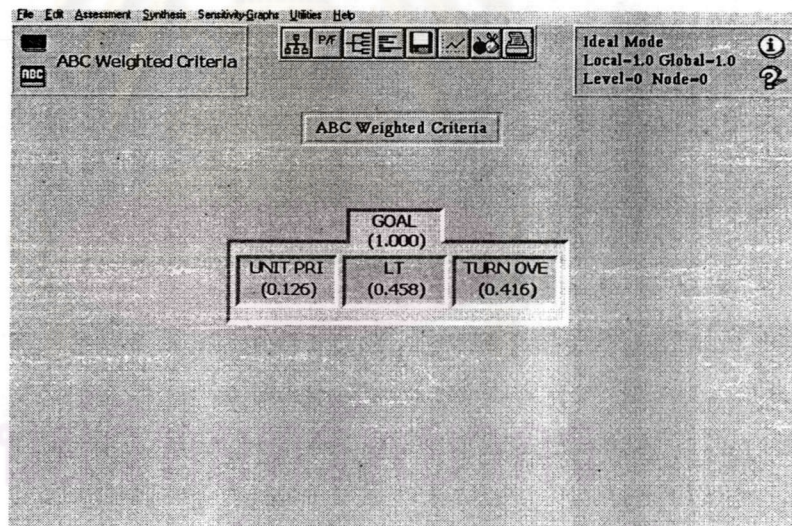 File Edit Assessment Synthesis Sensitivity-Graphs Utilities Help
P/F
ABC Weighted Criteria
ABC
Ideal Mode
Local=1.0 Global=1.0
Level=0 Node=0
i
?
ABC Weighted Criteria
GOAL
(1.000)
UNIT PRI LT TURN OVE
(0.126) (0.458) (0.416)